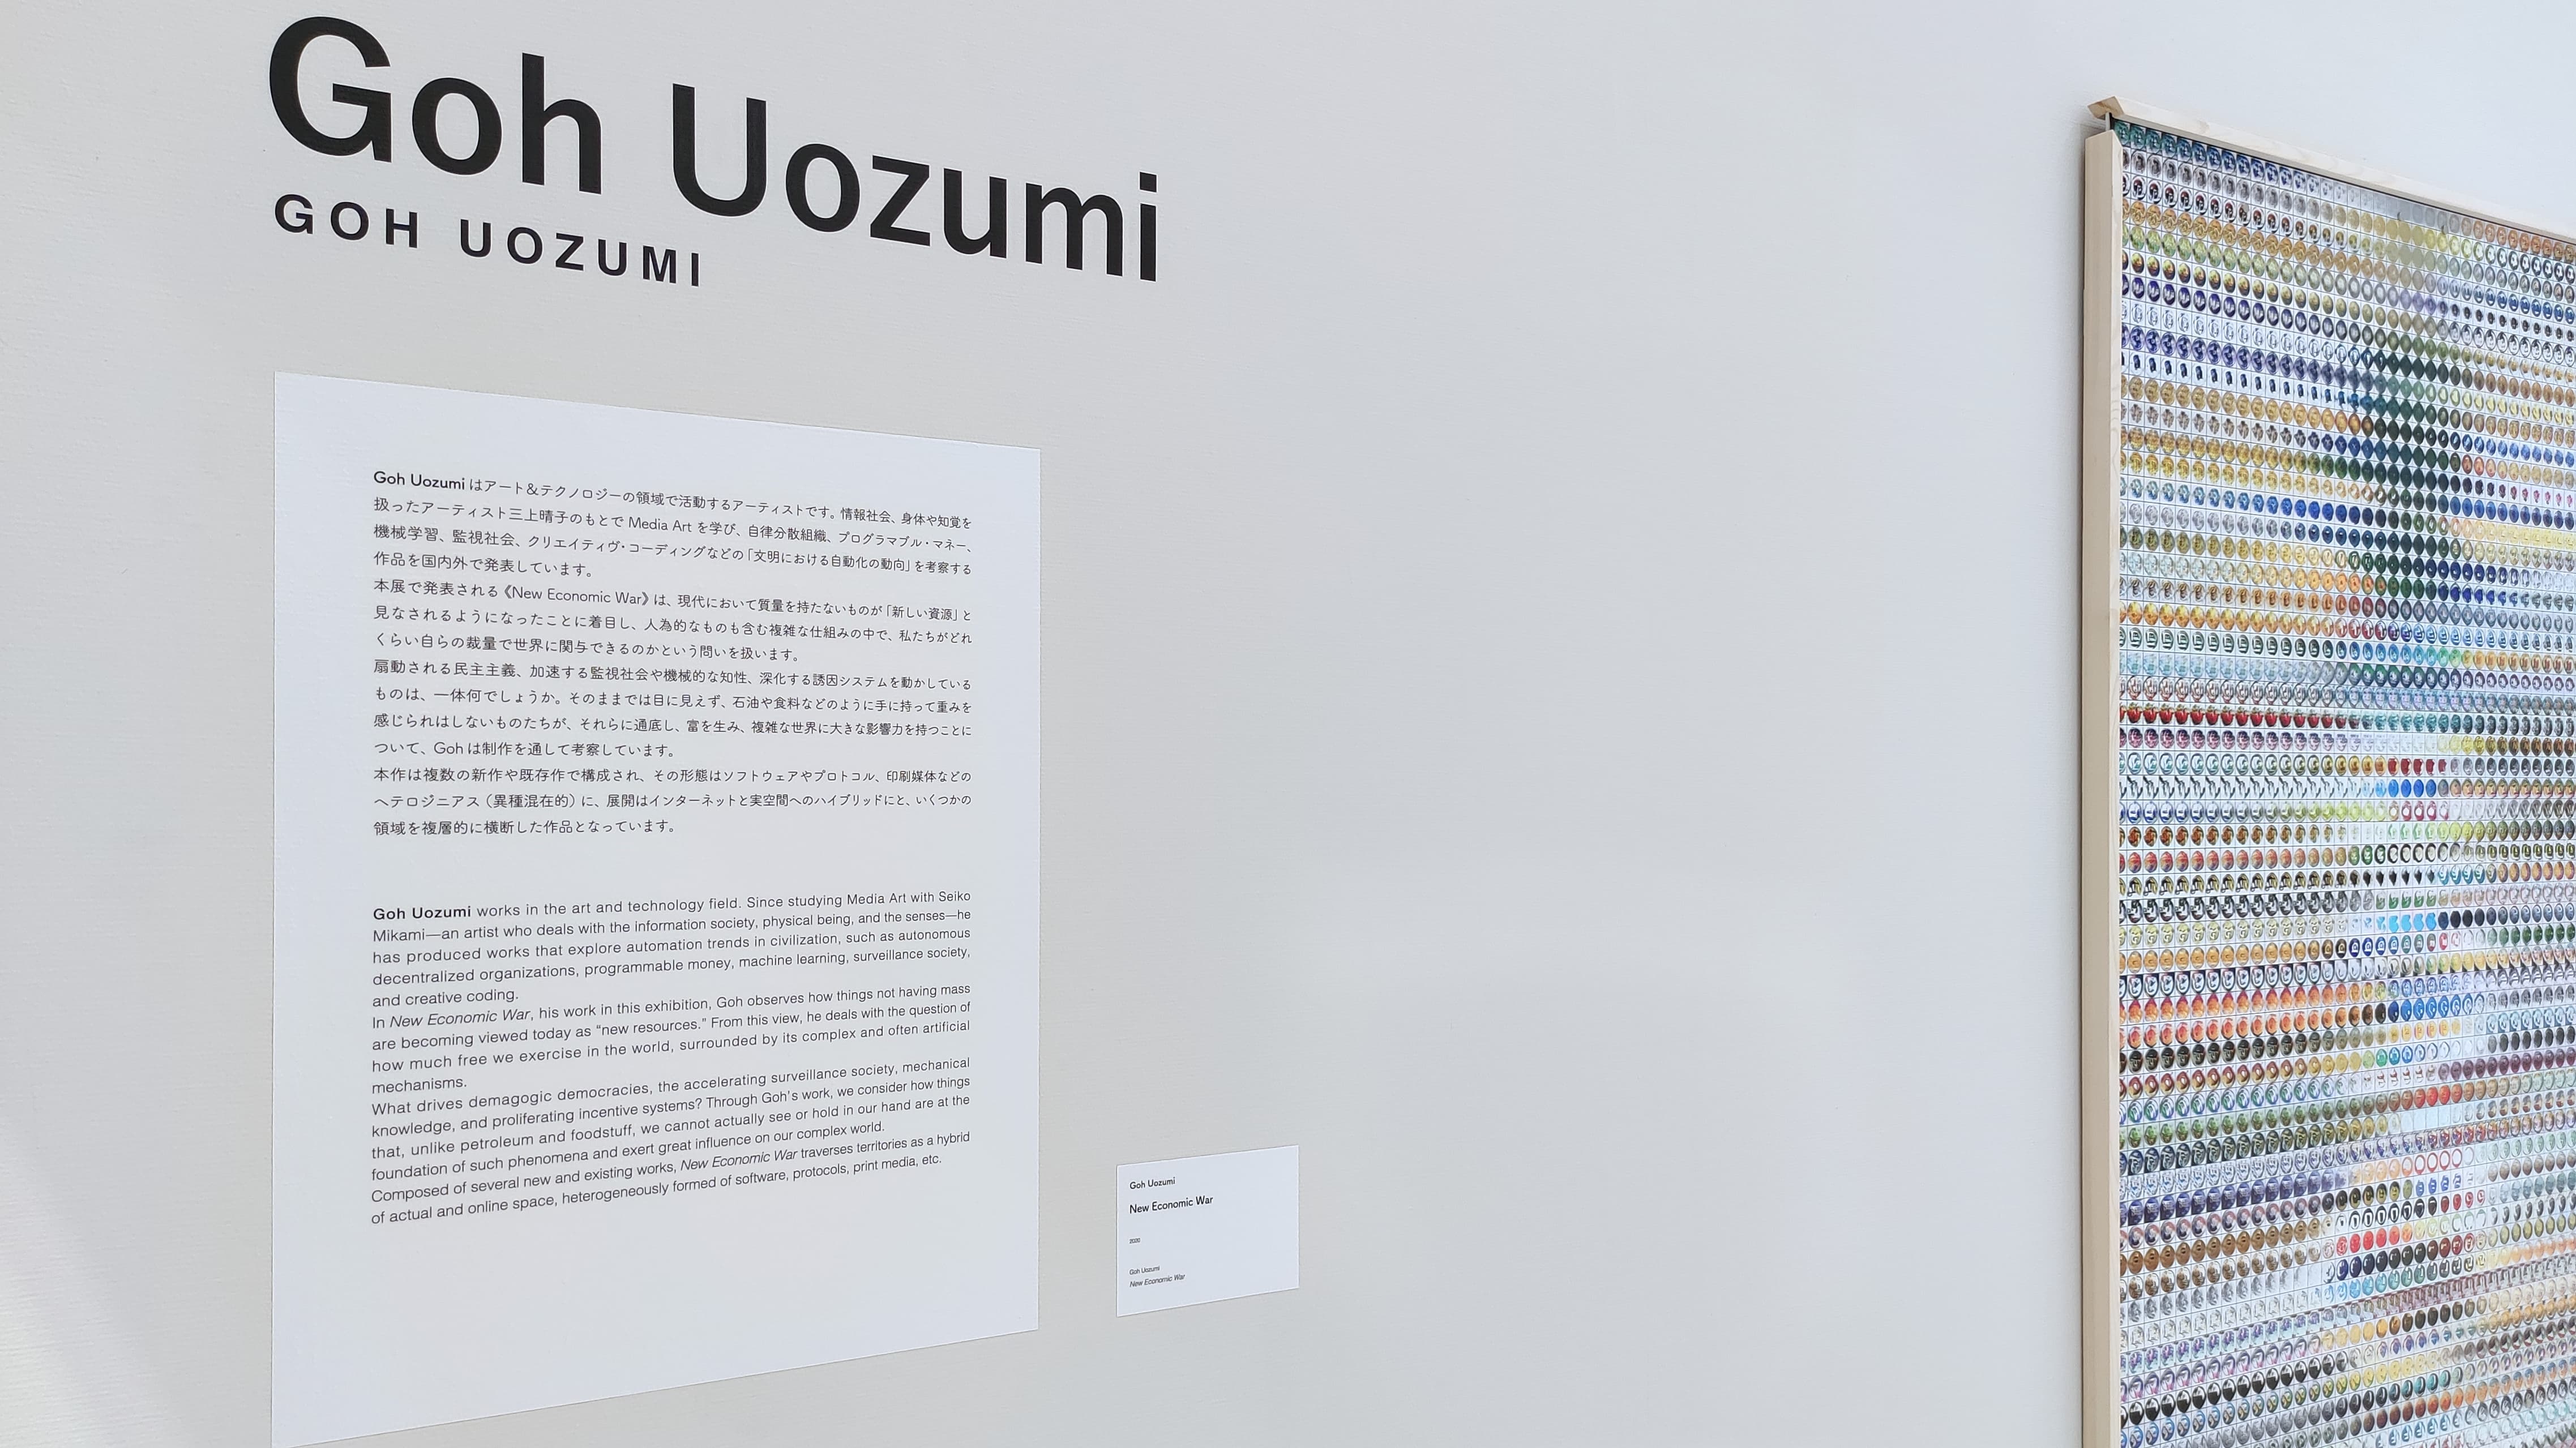 Goh Uozumi
GOH UOZUMI
Goh Uozumi はアート＆テクノロジーの領域で活動するアーティストです。情報社会、身体や知覚を
扱ったアーティスト三上晴子のもとで Media Art を学び、自律分散組織、プログラマブル・マネー、
機械学習、監視社会、クリエイティヴ・コーディングなどの「文明における自動化の動向」を考察する
作品を国内外で発表しています。
本展で発表される《New Economic War》は、現代において質量を持たないものが「新しい資源」と
見なされるようになったことに着目し、人為的なものも含む複雑な仕組みの中で、私たちがどれ
くらい自らの裁量で世界に関与できるのかという問いを扱います。
扇動される民主主義、加速する監視社会や機械的な知性、深化する誘因システムを動かしている
ものは、一体何でしょうか。そのままでは目に見えず、石油や食料などのように手に持って重みを
感じられはしないものたちが、それらに通底し、富を生み、複雑な世界に大きな影響力を持つことに
ついて、Goh は制作を通して考察しています。
本作は複数の新作や既存作で構成され、その形態はソフトウェアやプロトコル、印刷媒体などの
ヘテロジニアス（異種混在的）に、展開はインターネットと実空間へのハイブリッドにと、いくつかの
領域を複層的に横断した作品となっています。
Goh Uozumi works in the art and technology field. Since studying Media Art with Seiko
Mikami—an artist who deals with the information society, physical being, and the senses—he
has produced works that explore automation trends in civilization, such as autonomous
decentralized organizations, programmable money, machine learning, surveillance society,
and creative coding.
In New Economic War, his work in this exhibition, Goh observes how things not having mass
are becoming viewed today as “new resources.” From this view, he deals with the question of
how much free we exercise in the world, surrounded by its complex and often artificial
mechanisms.
What drives demagogic democracies, the accelerating surveillance society, mechanical
knowledge, and proliferating incentive systems? Through Goh's work, we consider how things
that, unlike petroleum and foodstuff, we cannot actually see or hold in our hand are at the
foundation of such phenomena and exert great influence on our complex world.
Composed of several new and existing works, New Economic War traverses territories as a hybrid
of actual and online space, heterogeneously formed of software, protocols, print media, etc.
Goh Uozumi
New Economic War
2020
Goh Uozumi
New Economic War